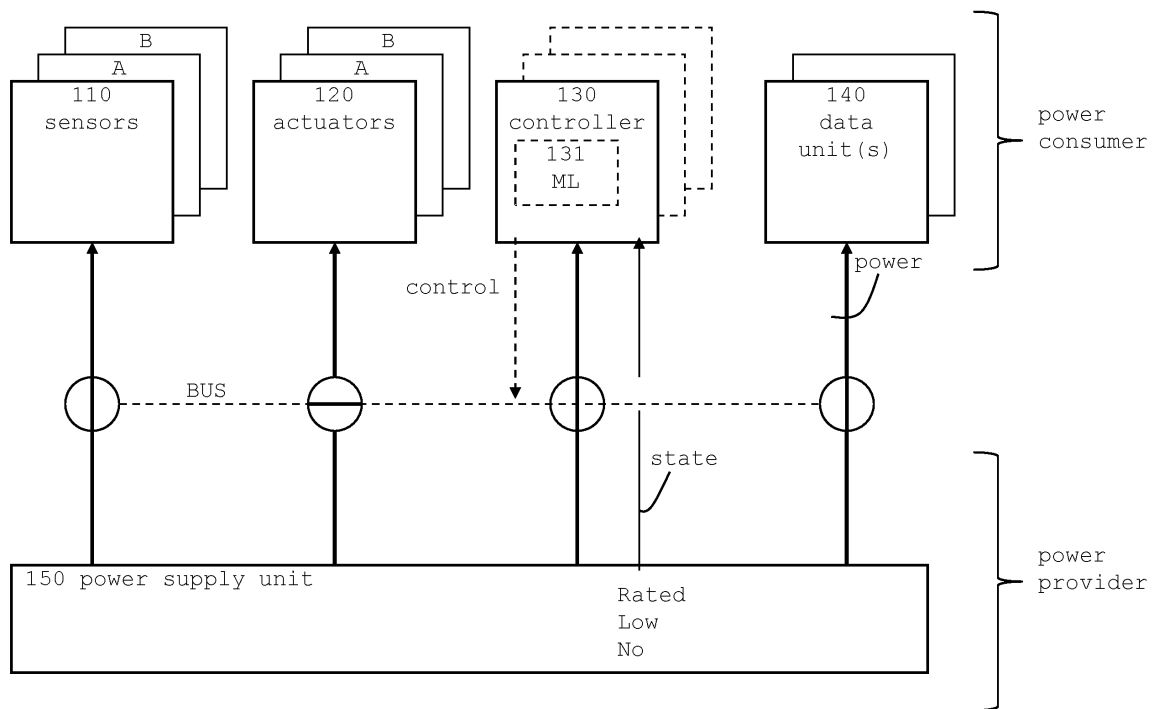 B
A
110
sensors
B
A
120
actuators
130
controller
131
ML
140
data
unit(s)
power
consumer
power
control
BUS
state
150 power supply unit
Rated
Low
No
power
provider